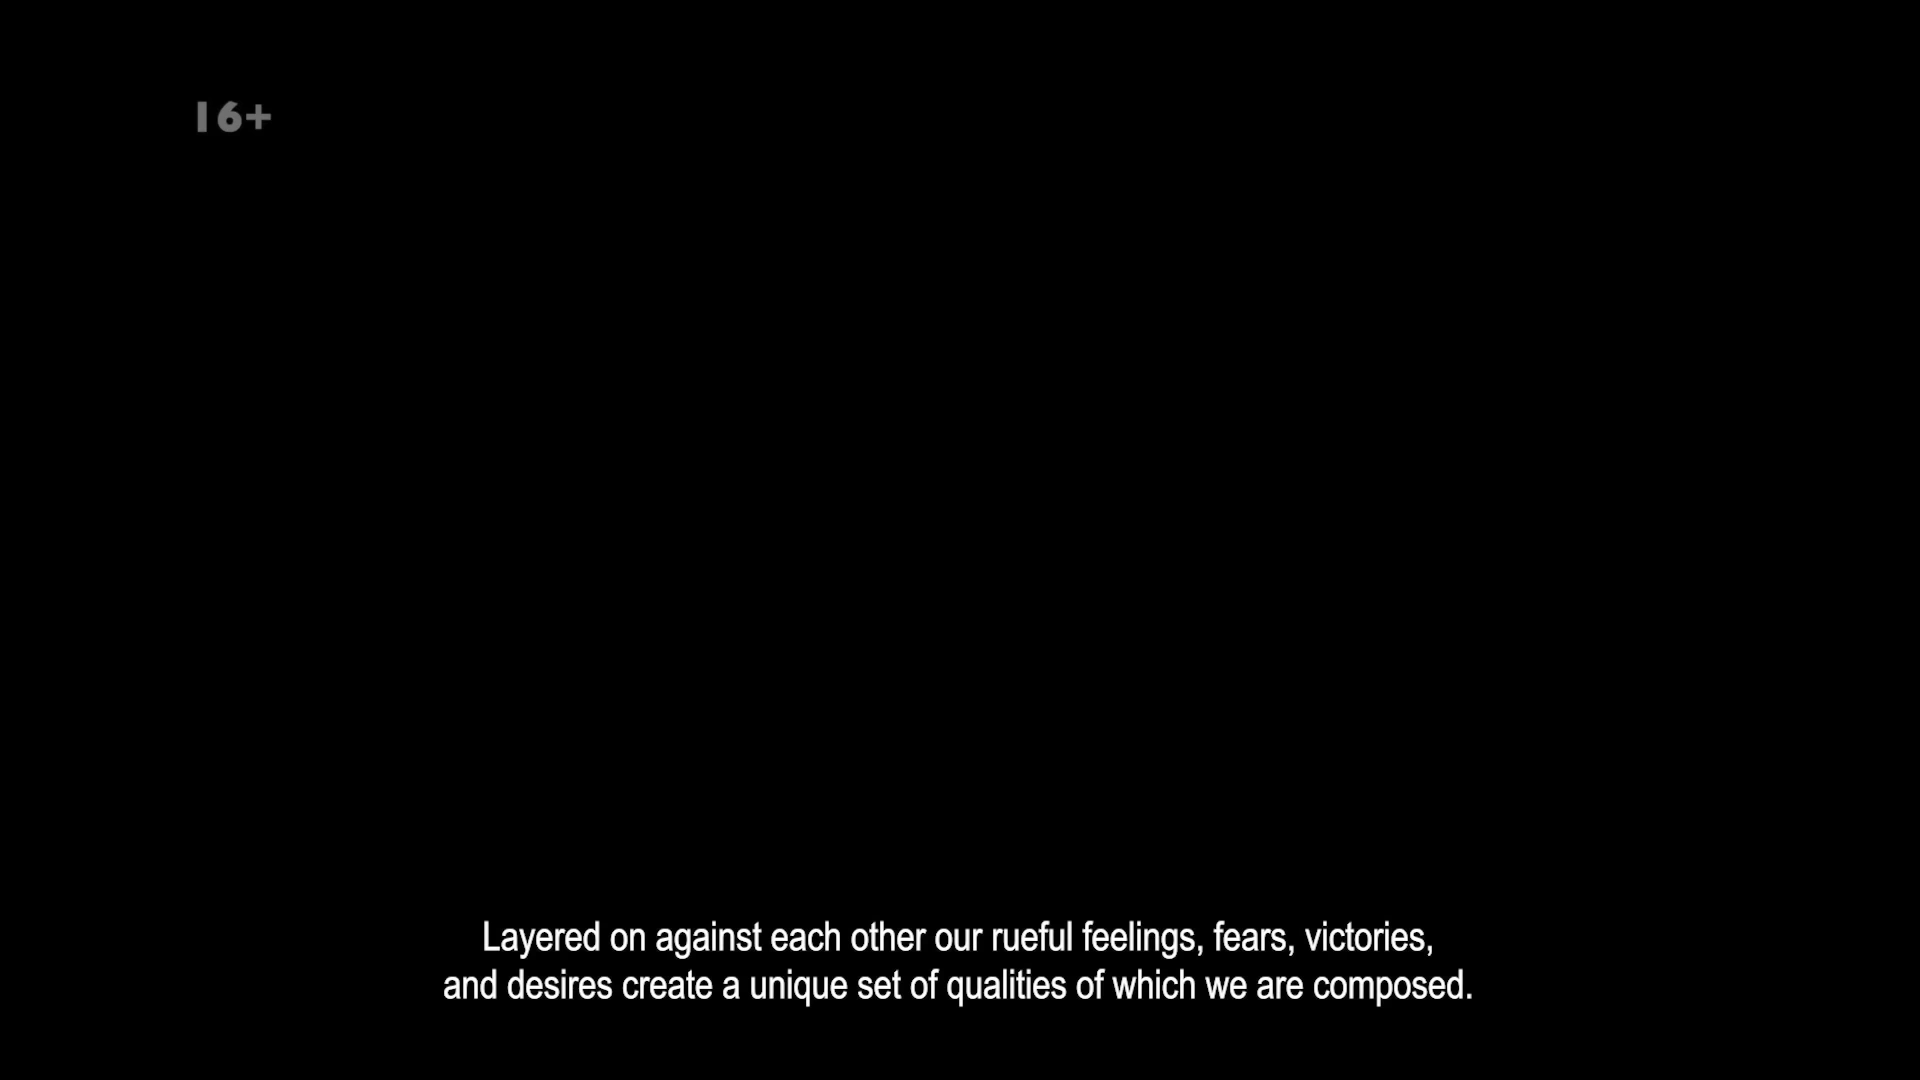 16+
Layered on against each other our rueful feelings, fears, victories,
and desires create a unique set of qualities of which we are composed.